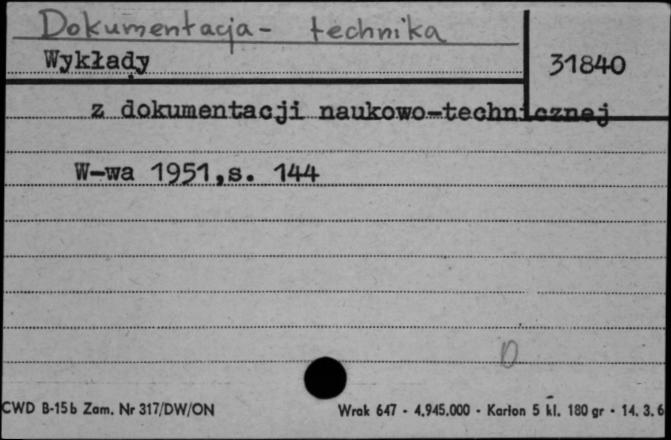 Dokumentacja - technika
Wykłady
31840
z dokumentacji naukowo-technicznej
W-wa 1951,s. 144
D
CWD B-15b Zam. Nr 317/DW/ON
Wrak 647 - 4.945.000 - Karton 5 kl. 180 gr - 14. 3. 6